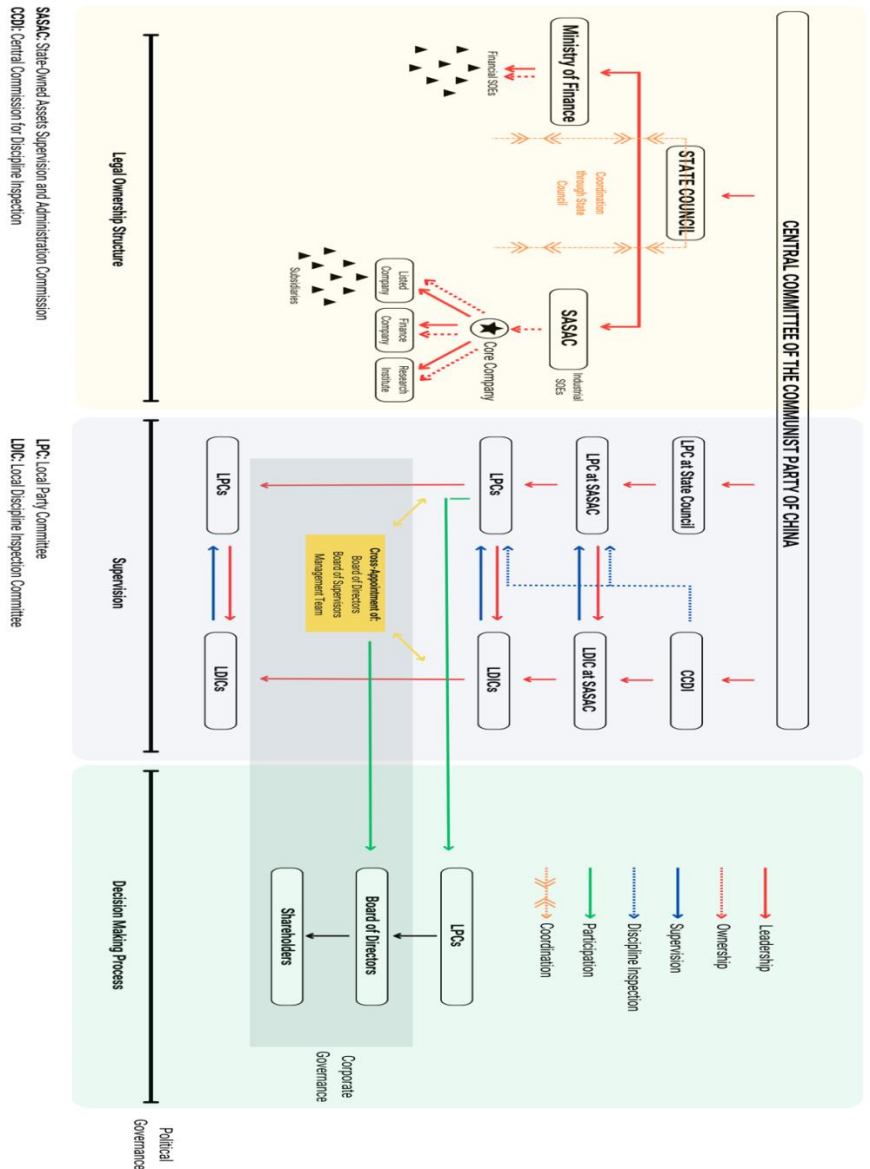 CENTRAL COMMITTEE OF THE COMMUNIST PARTY OF CHINA
STATE COUNCIL
Ministry of Finance
Financial SOEs
Coordination
through State
Council
SASAC
Industrial
SOEs
Core Company
Listed
Company
Finance
Company
Research
Institute
Subsidiaries
Legal Ownership Structure
LPC at State Council
CCDI
LPC at SASAC
LDIC at SASAC
LPCs
LDICs
Cross-Appointment of:
Board of Directors
Board of Supervisors
Management Team
LPCs
LDICs
Supervision
Leadership
Ownership
Supervision
Discipline Inspection
Participation
Coordination
LPCs
Board of Directors
Shareholders
Corporate
Governance
Decision Making Process
Political
Governance
SASAC: State-Owned Assets Supervision and Administration Commission
CCDI: Central Commission for Discipline Inspection
LPC: Local Party Committee
LDIC: Local Discipline Inspection Committee